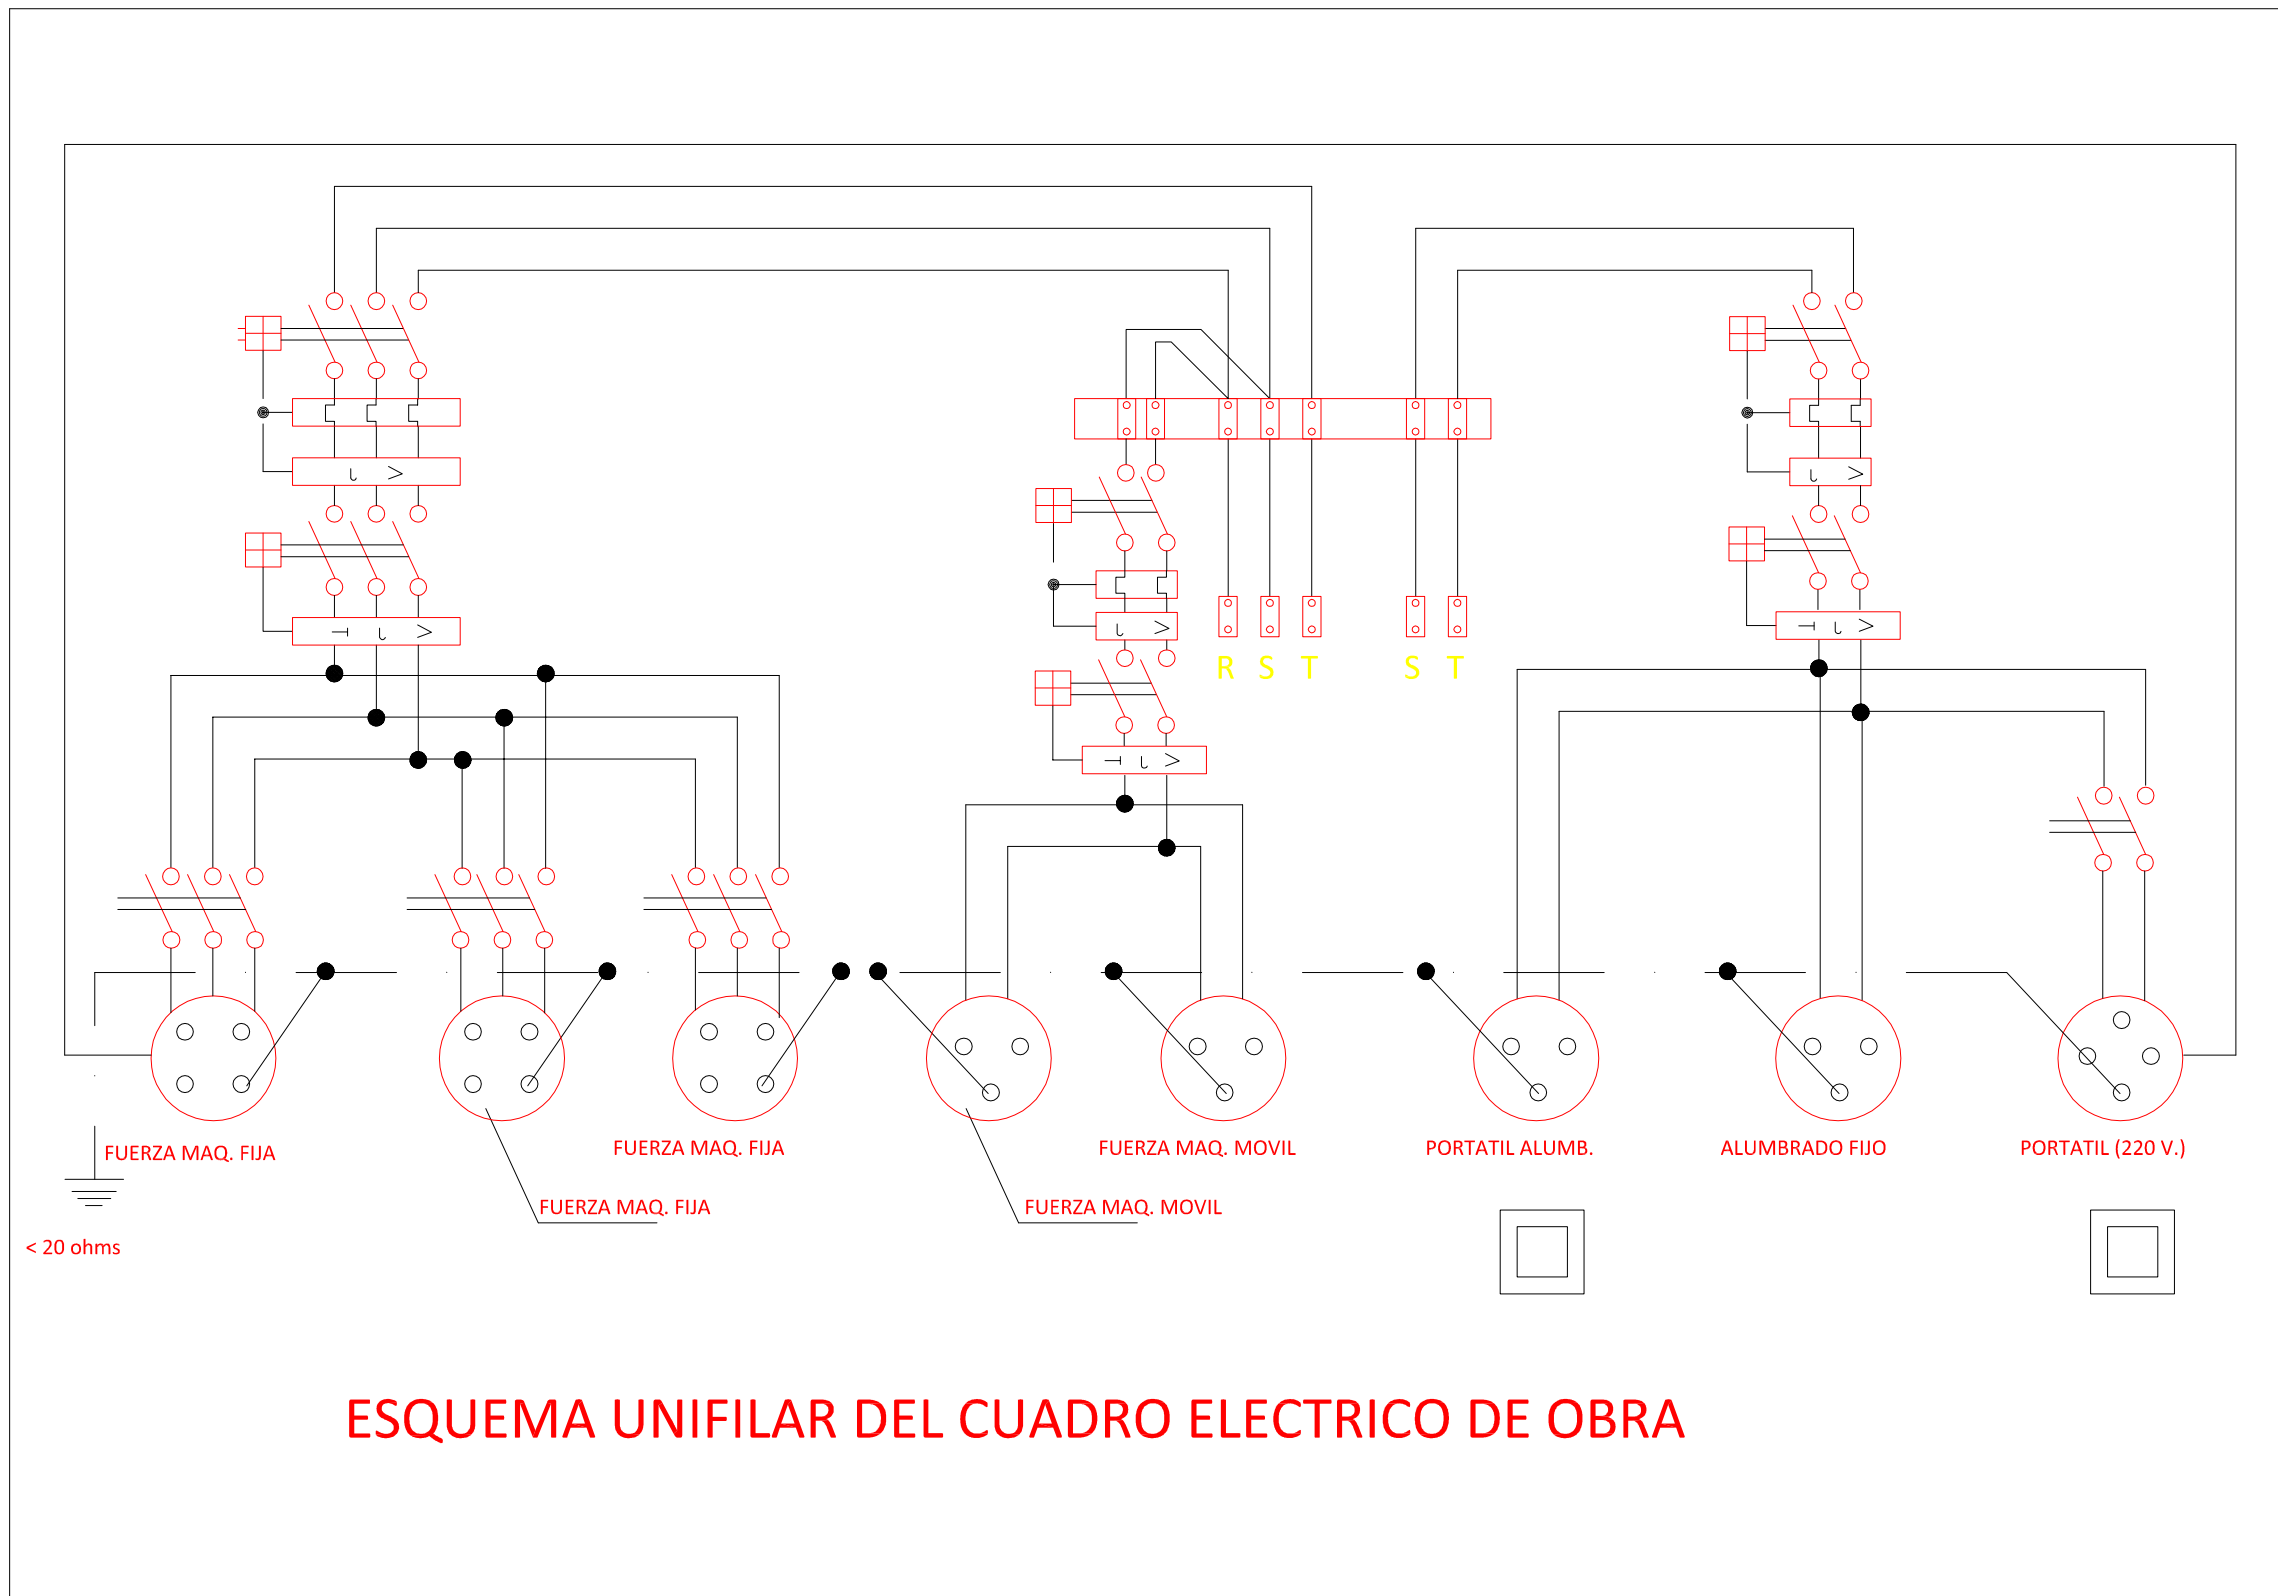 R S T S T
FUERZA MAQ. FIJA
FUERZA MAQ. FIJA
FUERZA MAQ. MOVIL
PORTATIL ALUMB.
ALUMBRADO FIJO
PORTATIL (220 V.)
FUERZA MAQ. FIJA
FUERZA MAQ. MOVIL
< 20 ohms
ESQUEMA UNIFILAR DEL CUADRO ELECTRICO DE OBRA